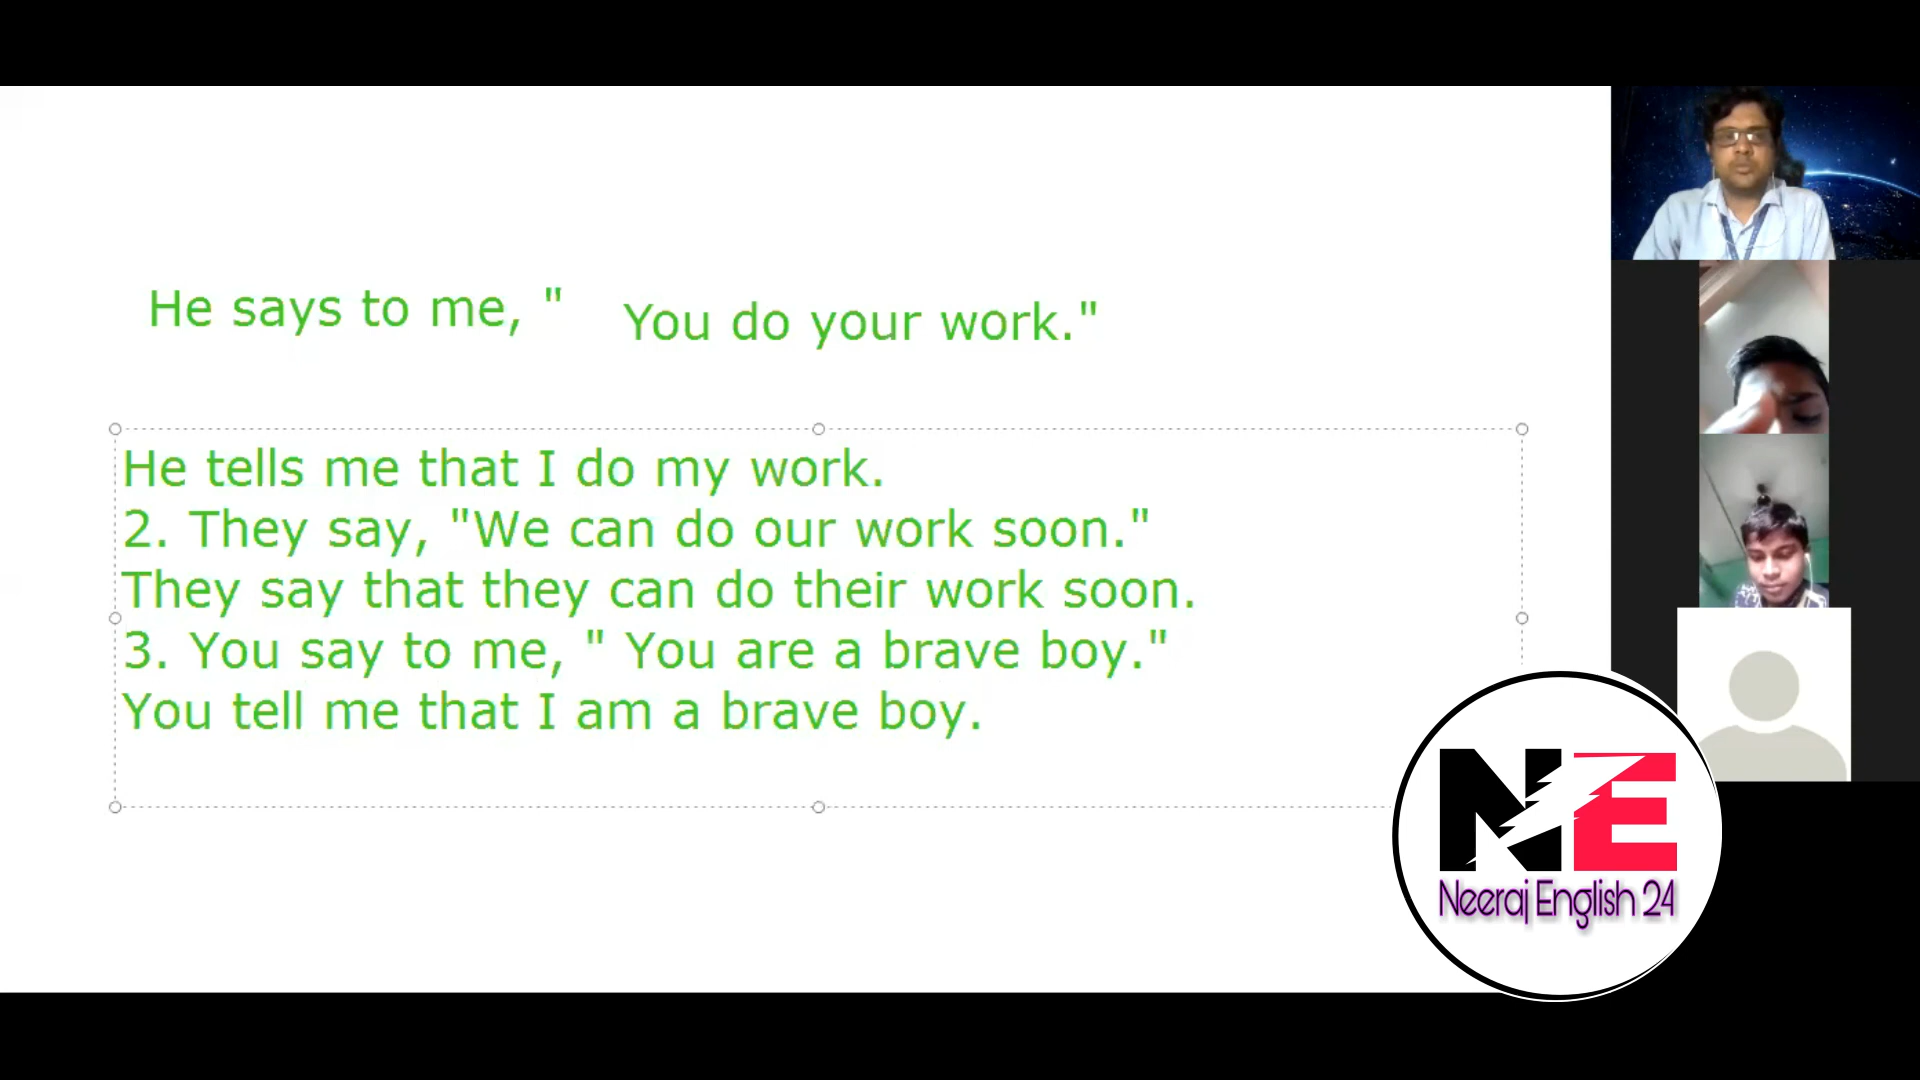 He says to me, " You do your work."
He tells me that I do my work.
2. They say, "We can do our work soon."
They say that they can do their work soon.
3. You say to me, " You are a brave boy."
You tell me that I am a brave boy.
NE
Neeraj English 24